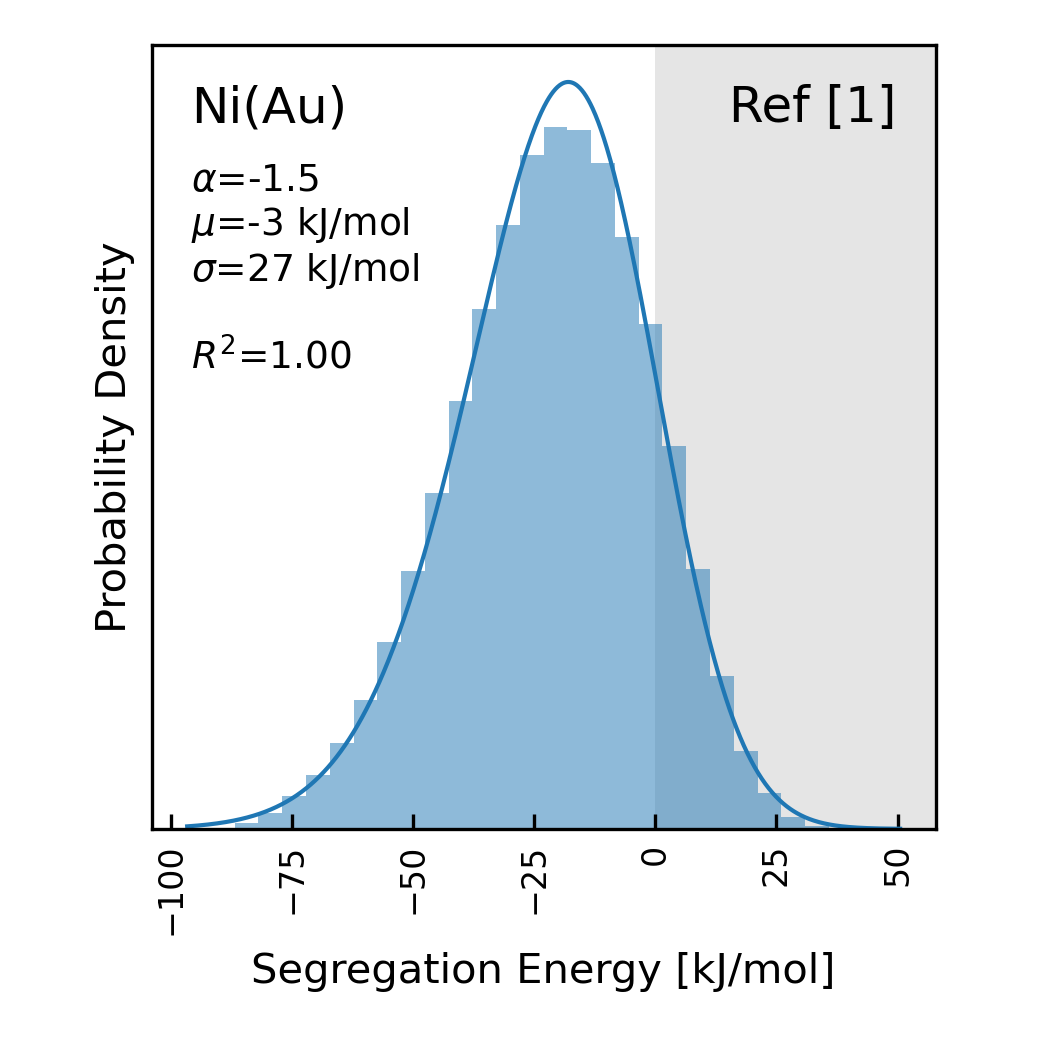 Ni(Au)
Ref [1]
α=-1.5
μ=-3 kJ/mol
σ=27 kJ/mol
R²=1.00
Probability Density
−100
−75
−50
−25
0
25
50
Segregation Energy [kJ/mol]